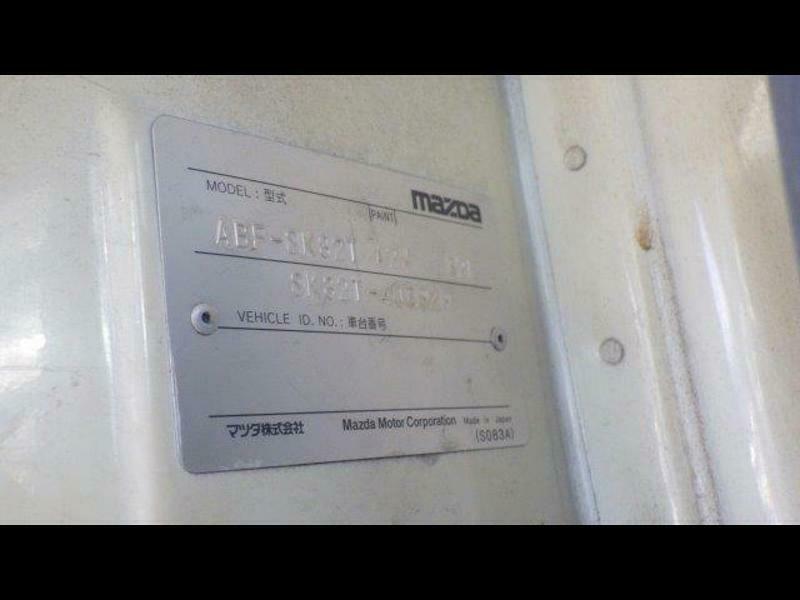 MODEL : 型式
PAINT
mazda
ABF-SK82T
VEHICLE ID. NO. : 車台番号
マツダ株式会社
Mazda Motor Corporation Made in Japan
(S083A)